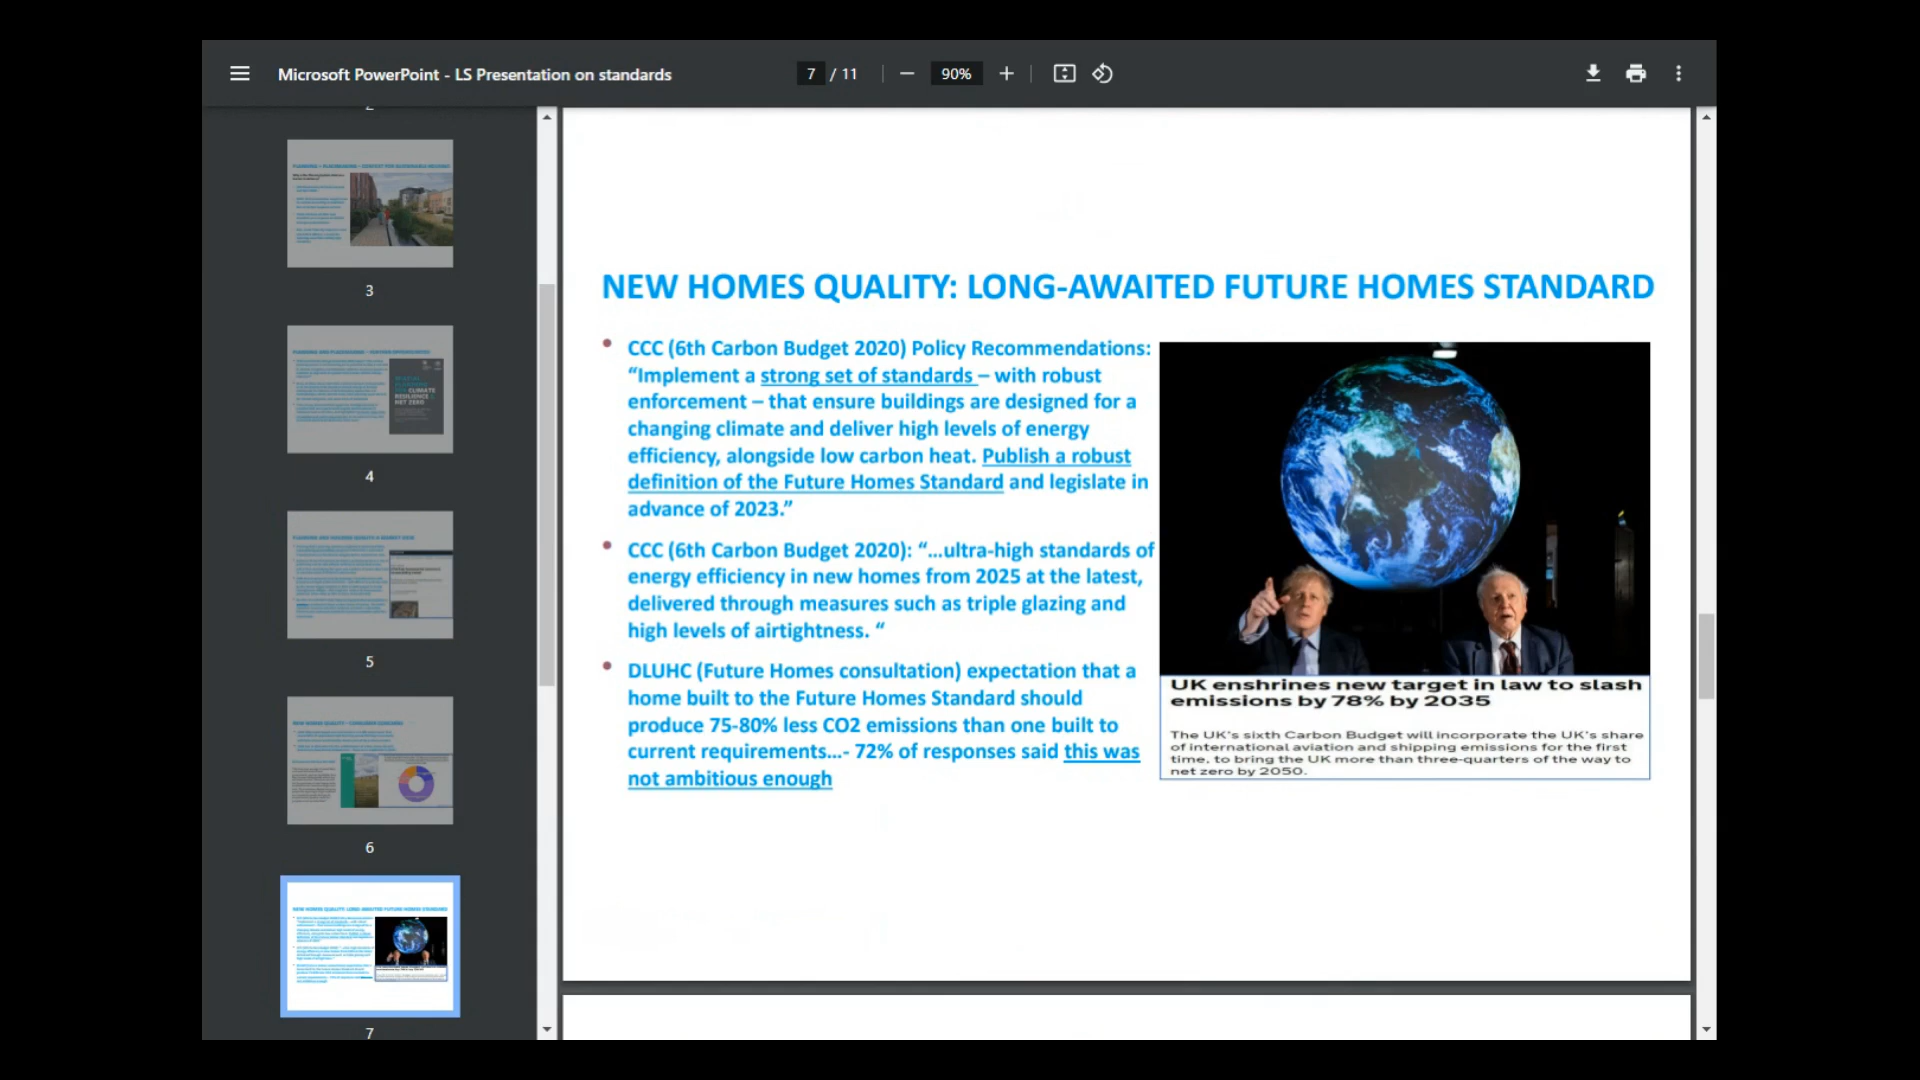 Microsoft PowerPoint - LS Presentation on standards
7 / 11
90%
3
4
5
6
7
NEW HOMES QUALITY: LONG-AWAITED FUTURE HOMES STANDARD
• CCC (6th Carbon Budget 2020) Policy Recommendations:
“Implement a strong set of standards – with robust
enforcement – that ensure buildings are designed for a
changing climate and deliver high levels of energy
efficiency, alongside low carbon heat. Publish a robust
definition of the Future Homes Standard and legislate in
advance of 2023.”
• CCC (6th Carbon Budget 2020): “…ultra-high standards of
energy efficiency in new homes from 2025 at the latest,
delivered through measures such as triple glazing and
high levels of airtightness. “
• DLUHC (Future Homes consultation) expectation that a
home built to the Future Homes Standard should
produce 75-80% less CO2 emissions than one built to
current requirements…- 72% of responses said this was
not ambitious enough
UK enshrines new target in law to slash
emissions by 78% by 2035
The UK's sixth Carbon Budget will incorporate the UK's share
of international aviation and shipping emissions for the first
time, to bring the UK more than three-quarters of the way to
net zero by 2050.